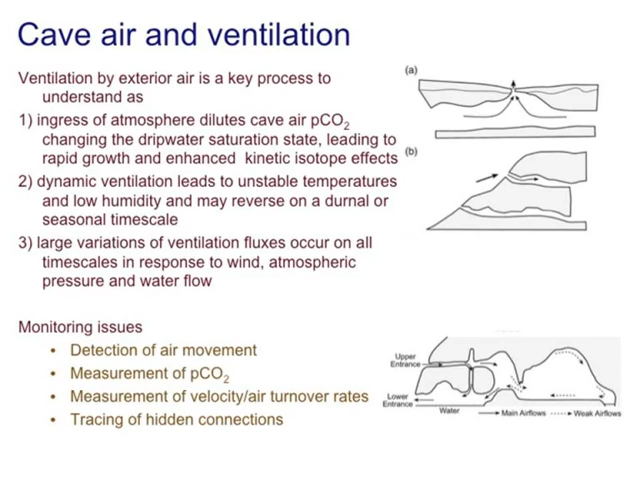 Cave air and ventilation
Ventilation by exterior air is a key process to
understand as
1) ingress of atmosphere dilutes cave air pCO₂
changing the dripwater saturation state, leading to
rapid growth and enhanced kinetic isotope effects
2) dynamic ventilation leads to unstable temperatures
and low humidity and may reverse on a durnal or
seasonal timescale
3) large variations of ventilation fluxes occur on all
timescales in response to wind, atmospheric
pressure and water flow
Monitoring issues
• Detection of air movement
• Measurement of pCO₂
• Measurement of velocity/air turnover rates
• Tracing of hidden connections
(a)
(b)
Upper
Entrance
Lower
Entrance
Water
Main Airflows
Weak Airflows